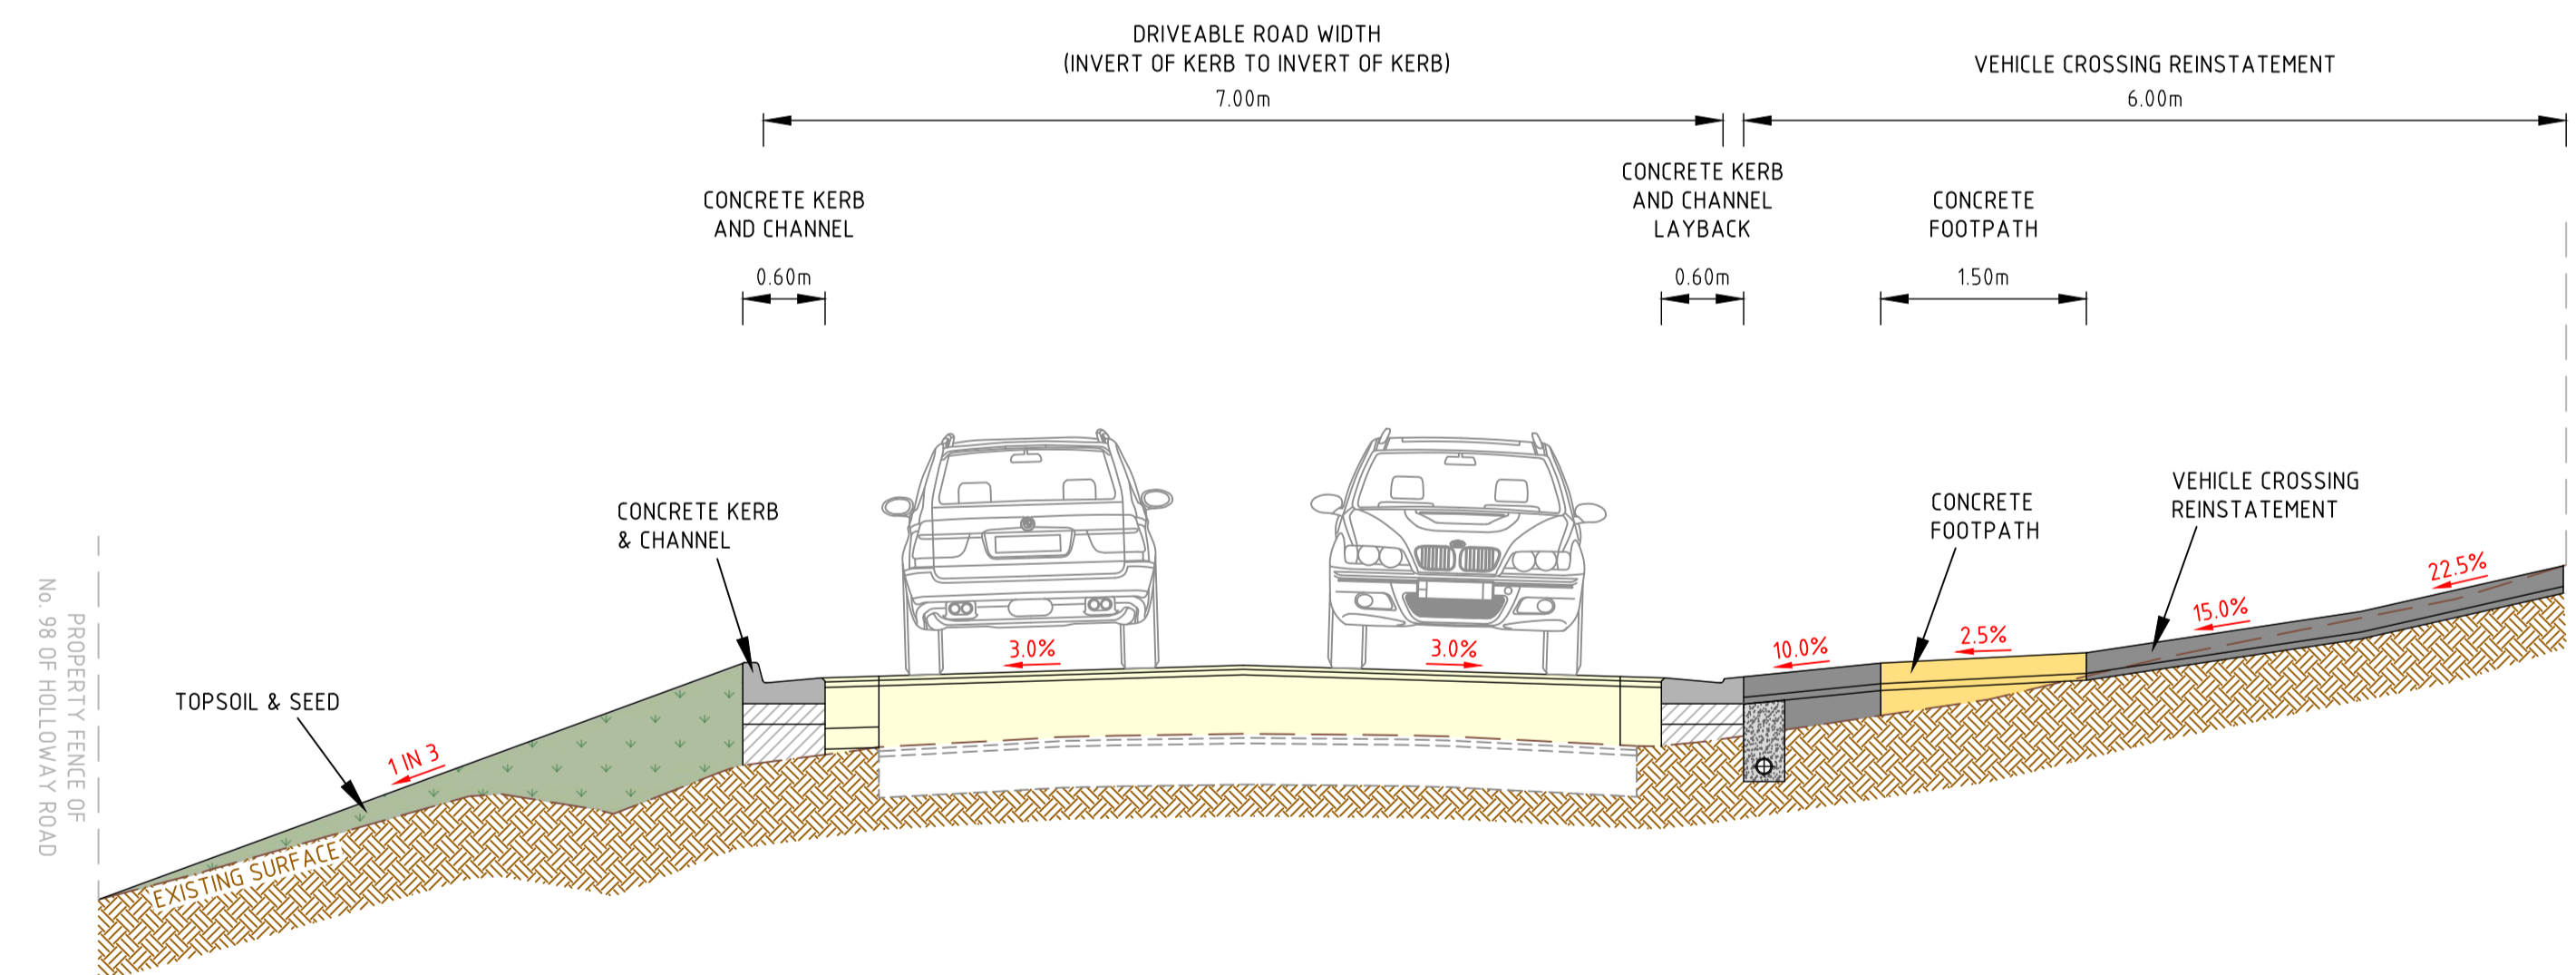 DRIVEABLE ROAD WIDTH
(INVERT OF KERB TO INVERT OF KERB)
7.00m
VEHICLE CROSSING REINSTATEMENT
6.00m
CONCRETE KERB
AND CHANNEL
0.60m
CONCRETE KERB
AND CHANNEL
LAYBACK
0.60m
CONCRETE
FOOTPATH
1.50m
CONCRETE KERB
& CHANNEL
CONCRETE
FOOTPATH
VEHICLE CROSSING
REINSTATEMENT
PROPERTY FENCE OF
No. 98 OF HOLLOWAY ROAD
TOPSOIL & SEED
1 IN 3
3.0%
3.0%
10.0%
2.5%
15.0%
22.5%
EXISTING SURFACE